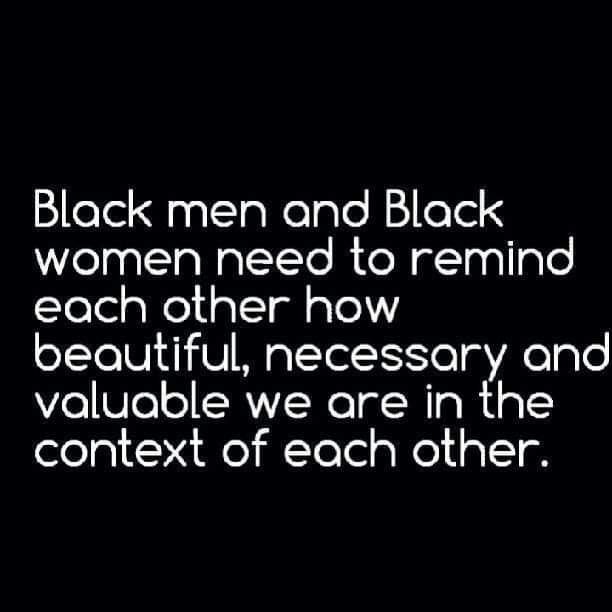 Black men and Black
women need to remind
each other how
beautiful, necessary and
valuable we are in the
context of each other.